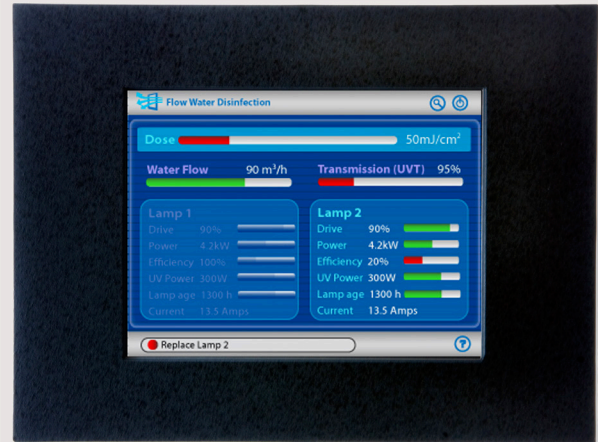 Flow Water Disinfection
Dose 50mJ/cm²
Water Flow 90 m³/h Transmission (UVT) 95%
Lamp 1
Drive 90%
Power 4.2kW
Efficiency 100%
UV Power 300W
Lamp age 1300 h
Current 13.5 Amps
Lamp 2
Drive 90%
Power 4.2kW
Efficiency 20%
UV Power 300W
Lamp age 1300 h
Current 13.5 Amps
Replace Lamp 2
?